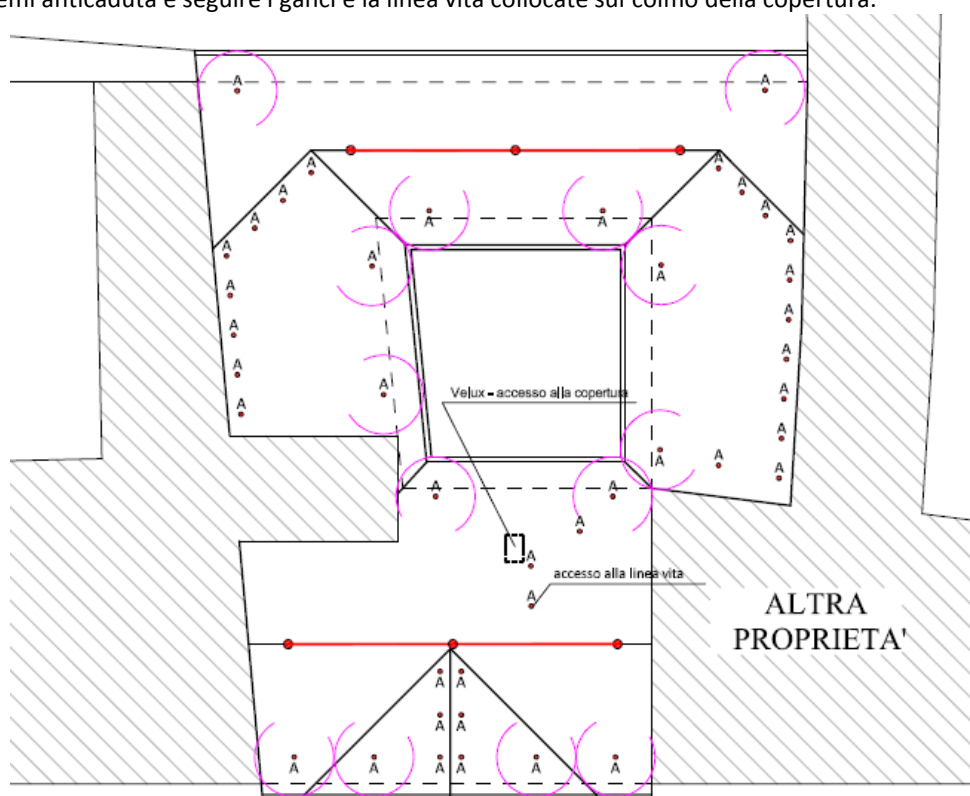 emi anticaduta e seguire i ganci e la linea vita collocate sul colmo della copertura.
A A
A A
A A
A A A A
A A
A A A A
A A
A A
A A A
Velux - accesso alla copertura
A
A A A
A A
A
A
accesso alla linea vita
A
ALTRA
PROPRIETA'
A A
A A
A A A A A A